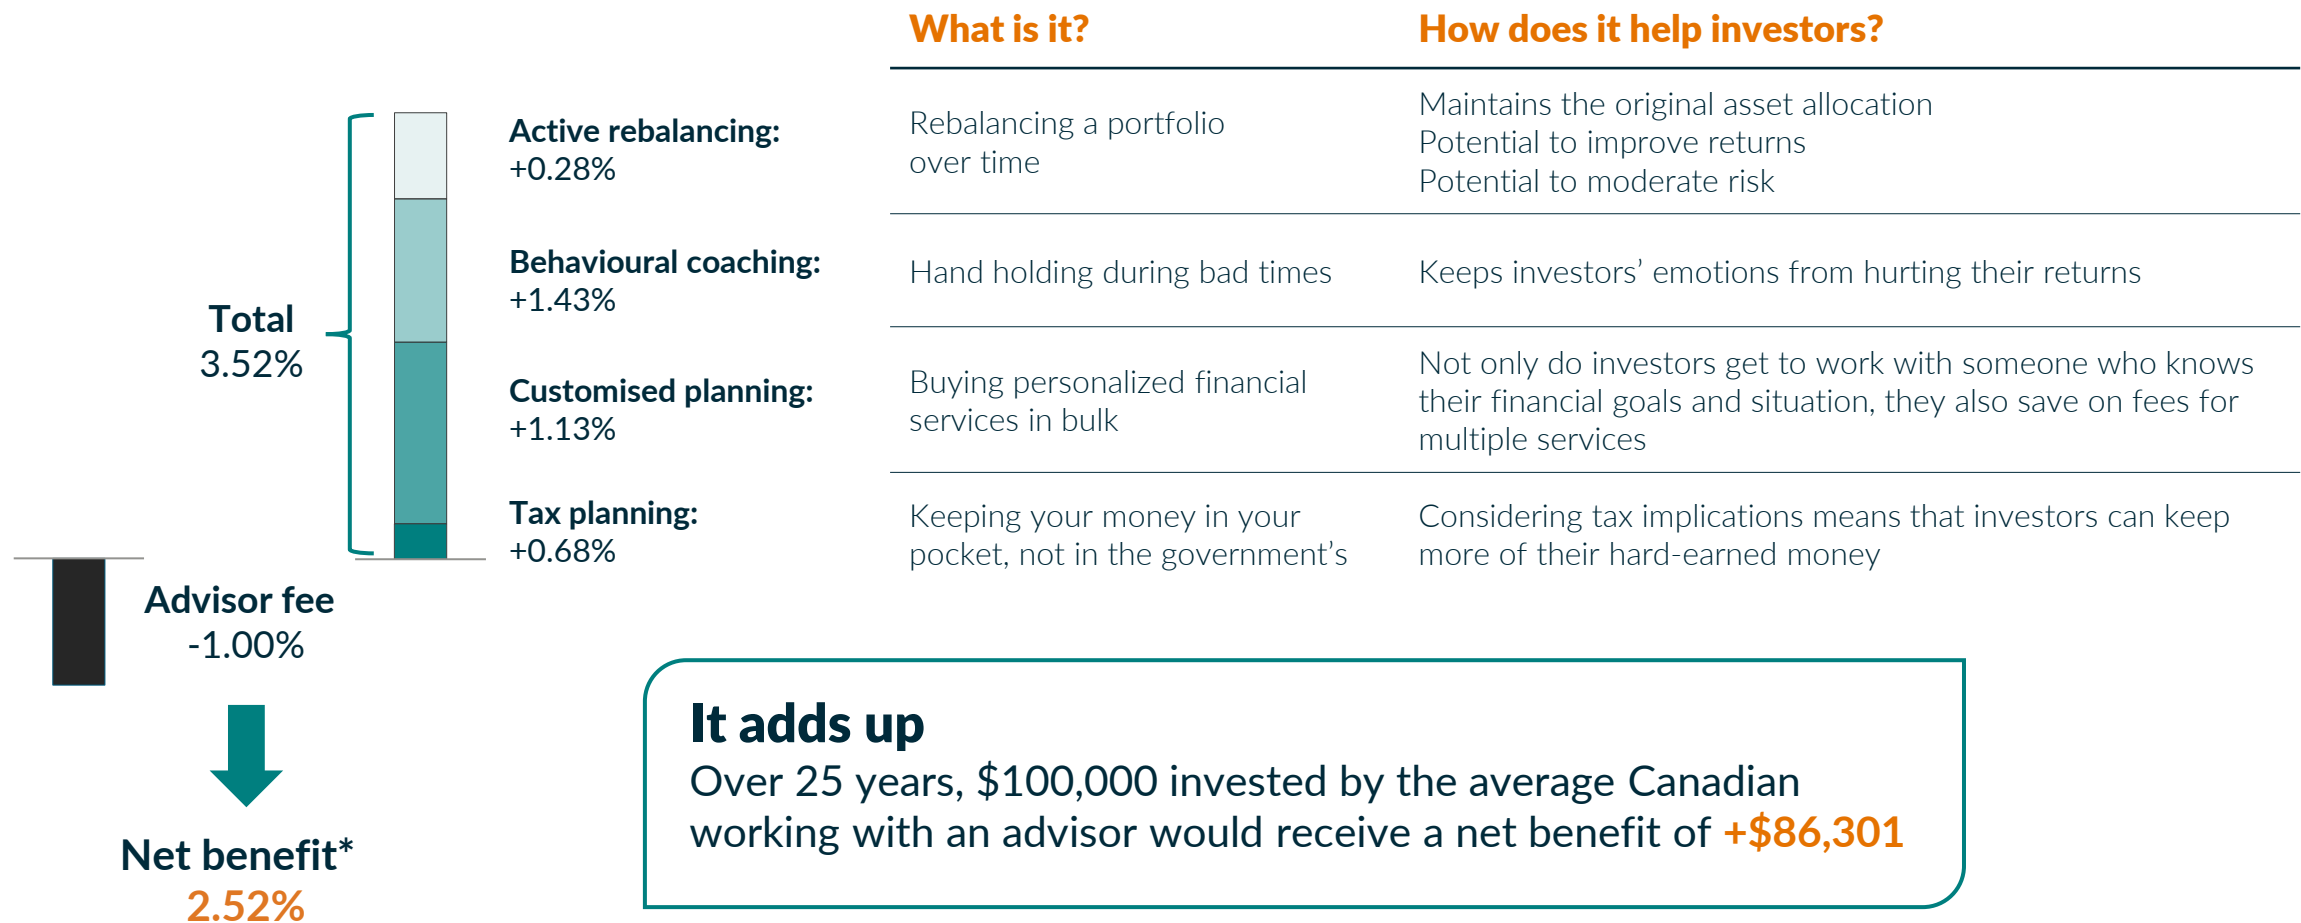 What is it?
How does it help investors?
Active rebalancing:
+0.28%
Rebalancing a portfolio
over time
Maintains the original asset allocation
Potential to improve returns
Potential to moderate risk
Behavioural coaching:
+1.43%
Hand holding during bad times
Keeps investors’ emotions from hurting their returns
Total
3.52%
Customised planning:
+1.13%
Buying personalized financial
services in bulk
Not only do investors get to work with someone who knows
their financial goals and situation, they also save on fees for
multiple services
Tax planning:
+0.68%
Keeping your money in your
pocket, not in the government’s
Considering tax implications means that investors can keep
more of their hard-earned money
Advisor fee
-1.00%
Net benefit*
2.52%
It adds up
Over 25 years, $100,000 invested by the average Canadian
working with an advisor would receive a net benefit of +$86,301